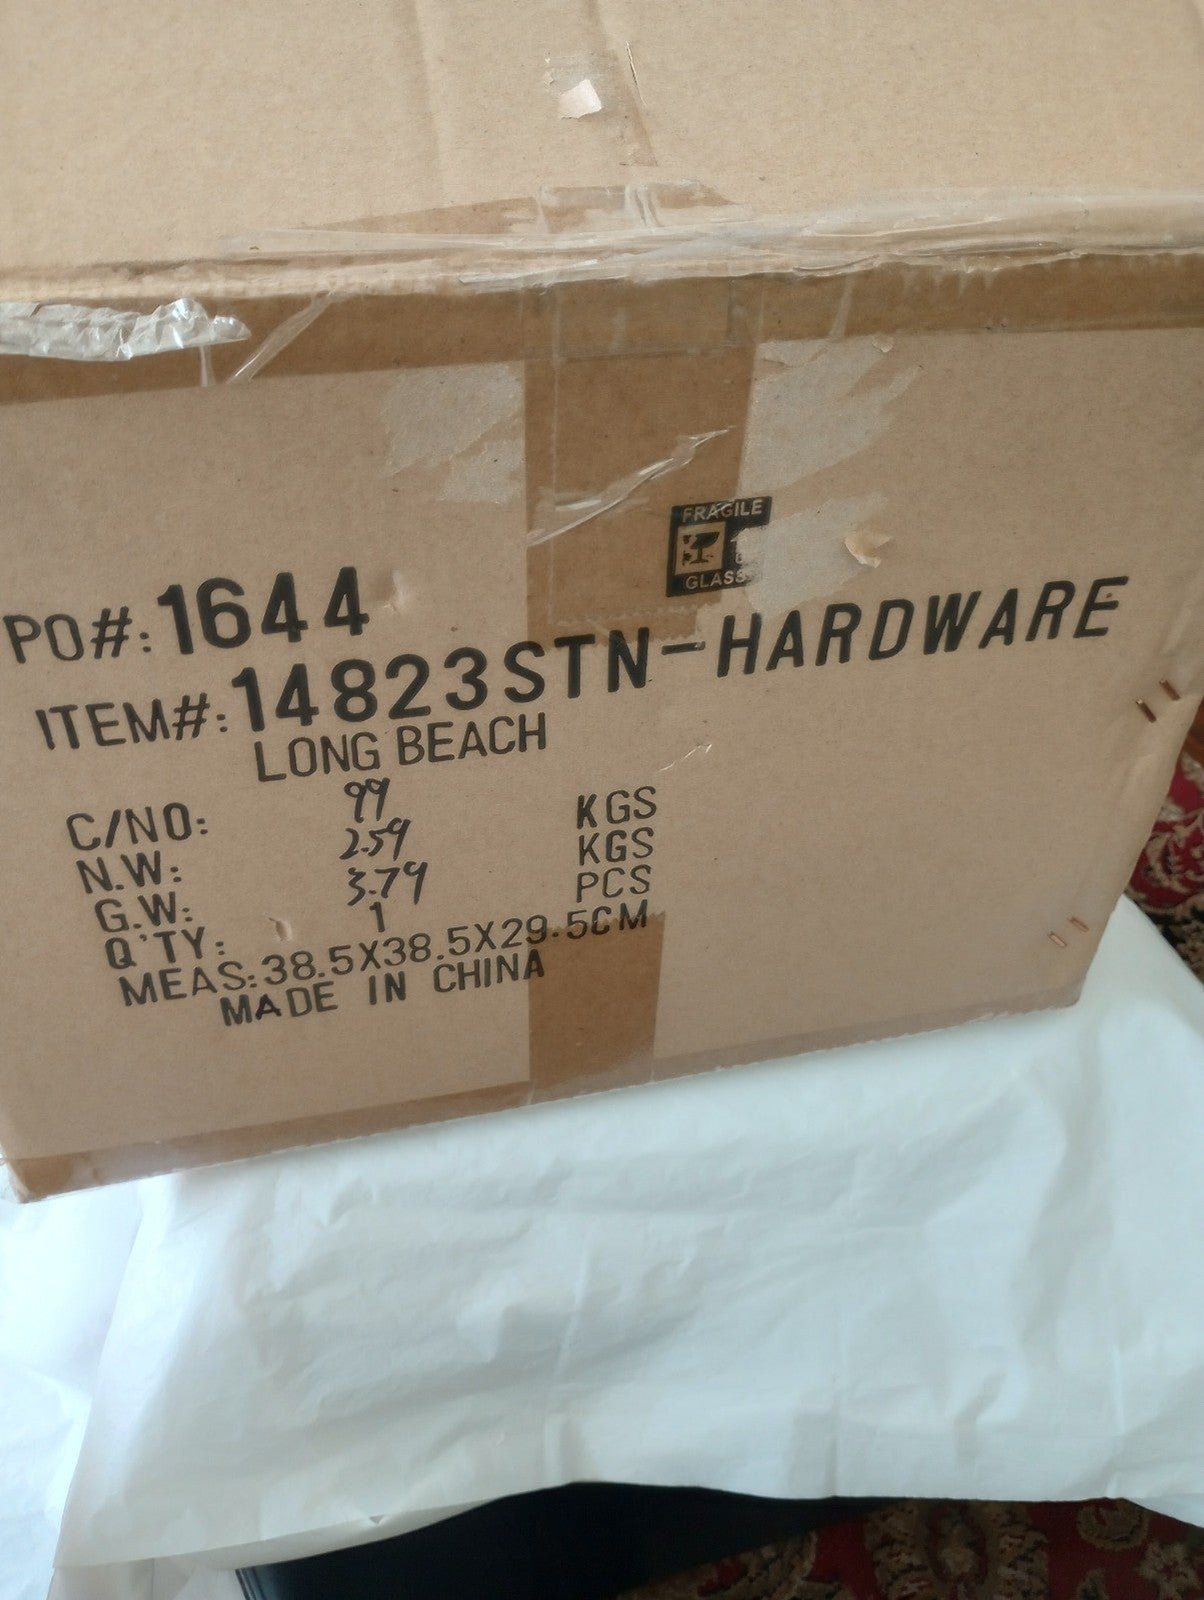 FRAGILE
GLASS
PO#: 1644
ITEM#: 14823STN-HARDWARE
LONG BEACH
C/NO: 99
N.W: 2.59 KGS
G.W: 3.79 KGS
Q'TY: 1 PCS
MEAS: 38.5X38.5X29.5CM
MADE IN CHINA